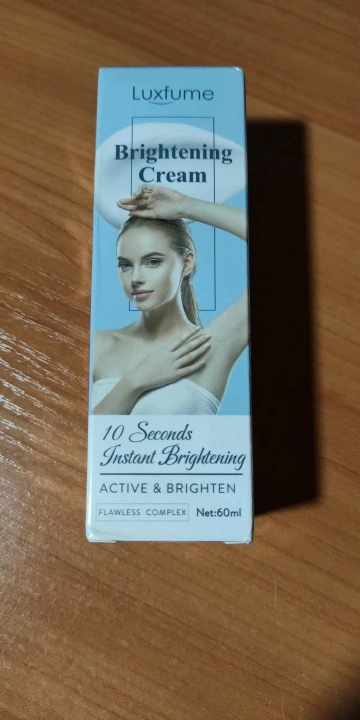 Luxfume
Brightening
Cream
10 Seconds
Instant Brightening
ACTIVE & BRIGHTEN
FLAWLESS COMPLEX Net:60ml